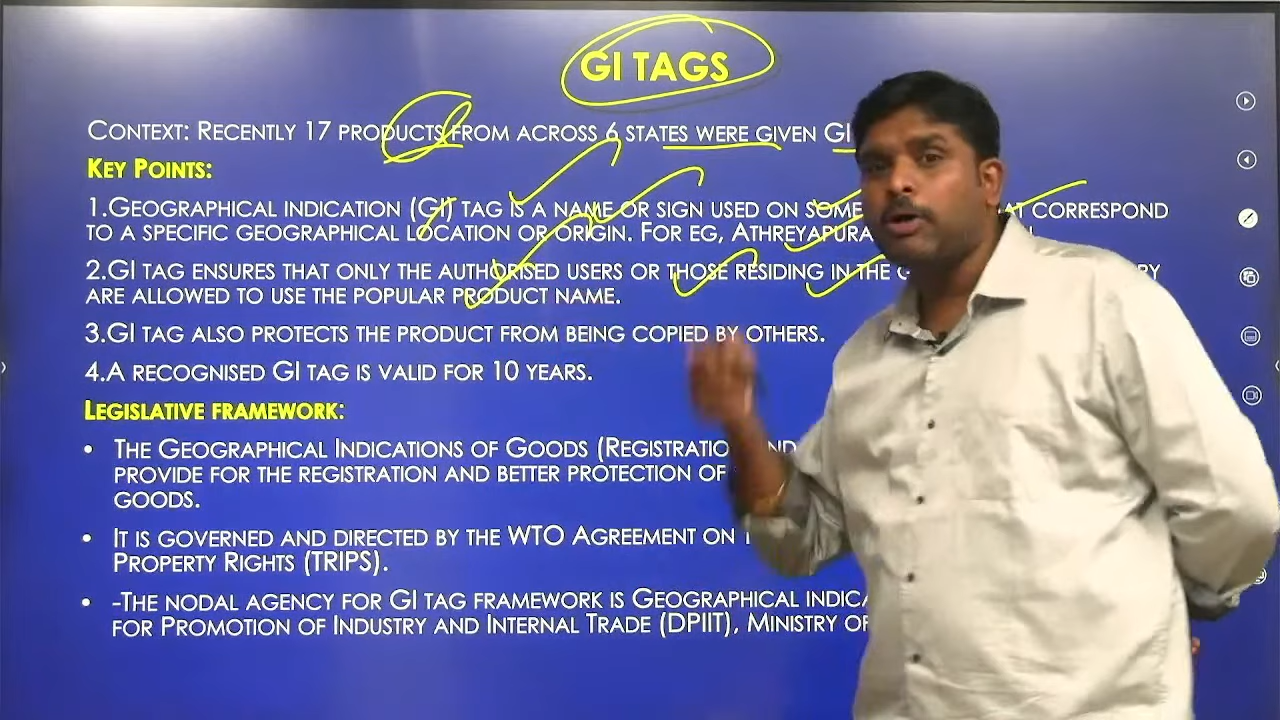 GI TAGS
CONTEXT: RECENTLY 17 PRODUCTS FROM ACROSS 6 STATES WERE GIVEN GI
KEY POINTS:
1.GEOGRAPHICAL INDICATION (GI) TAG IS A NAME OR SIGN USED ON SOME CORRESPOND
TO A SPECIFIC GEOGRAPHICAL LOCATION OR ORIGIN. FOR EG,
2.GI TAG ENSURES THAT ONLY THE AUTHORISED USERS OR THOSE RESIDING IN THE
ARE ALLOWED TO USE THE POPULAR PRODUCT NAME.
3.GI TAG ALSO PROTECTS THE PRODUCT FROM BEING COPIED BY OTHERS.
4.A RECOGNISED GI TAG IS VALID FOR 10 YEARS.
LEGISLATIVE FRAMEWORK:
• THE GEOGRAPHICAL INDICATIONS OF GOODS
PROVIDE FOR THE REGISTRATION AND BETTER PROTECTION OF
GOODS.
• IT IS GOVERNED AND DIRECTED BY THE WTO AGREEMENT ON
PROPERTY RIGHTS (TRIPS).
• -THE NODAL AGENCY FOR GI TAG FRAMEWORK IS GEOGRAPHICAL
FOR PROMOTION OF INDUSTRY AND INTERNAL TRADE (DPIIT), MINISTRY OF